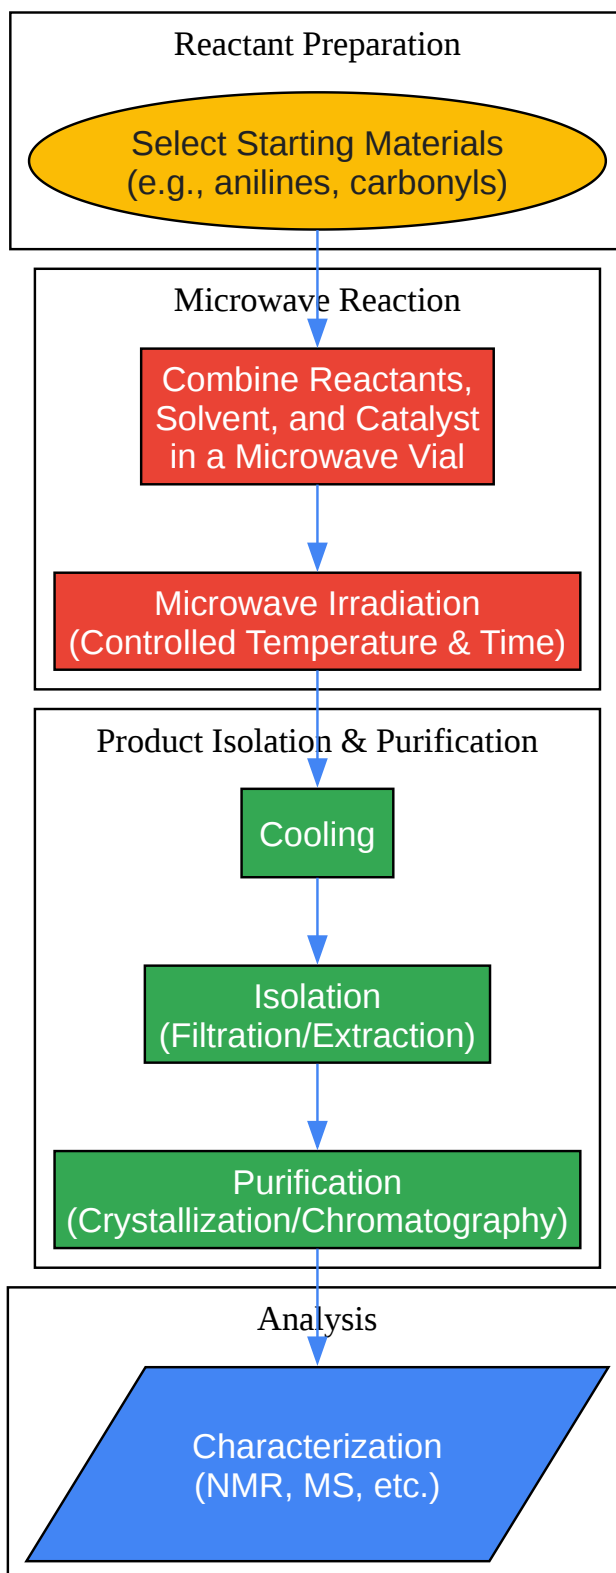 Reactant Preparation
Select Starting Materials
(e.g., anilines, carbonyls)
Microwave Reaction
Combine Reactants,
Solvent, and Catalyst
in a Microwave Vial
Microwave Irradiation
(Controlled Temperature & Time)
Product Isolation & Purification
Cooling
Isolation
(Filtration/Extraction)
Purification
(Crystallization/Chromatography)
Analysis
Characterization
(NMR, MS, etc.)